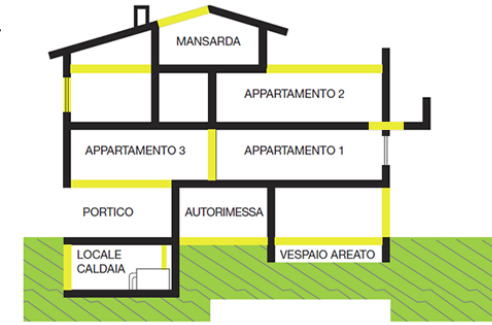 MANSARDA
APPARTAMENTO 2
APPARTAMENTO 3
APPARTAMENTO 1
PORTICO
AUTORIMESSA
LOCALE
CALDAIA
VESPAIO AREATO